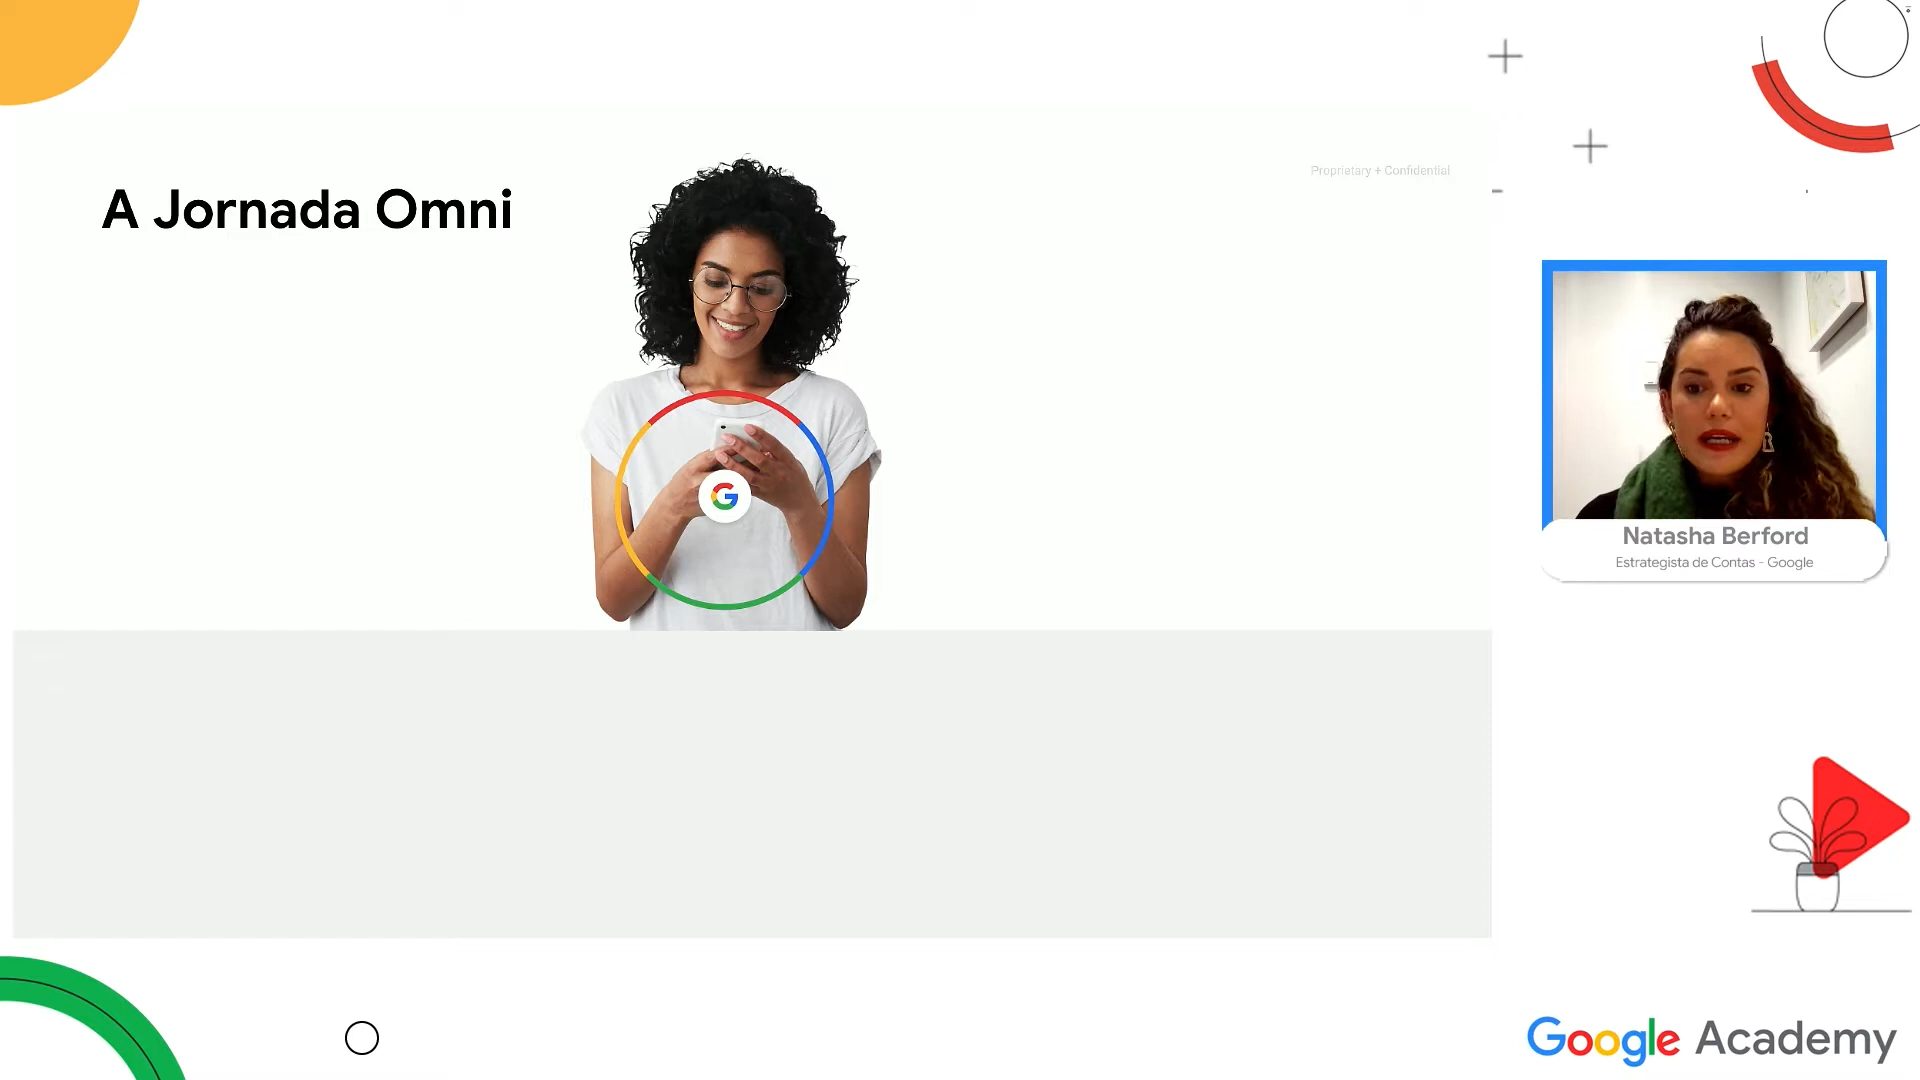 A Jornada Omni
Proprietary + Confidential
G
Natasha Berford
Estrategista de Contas - Google
Google Academy